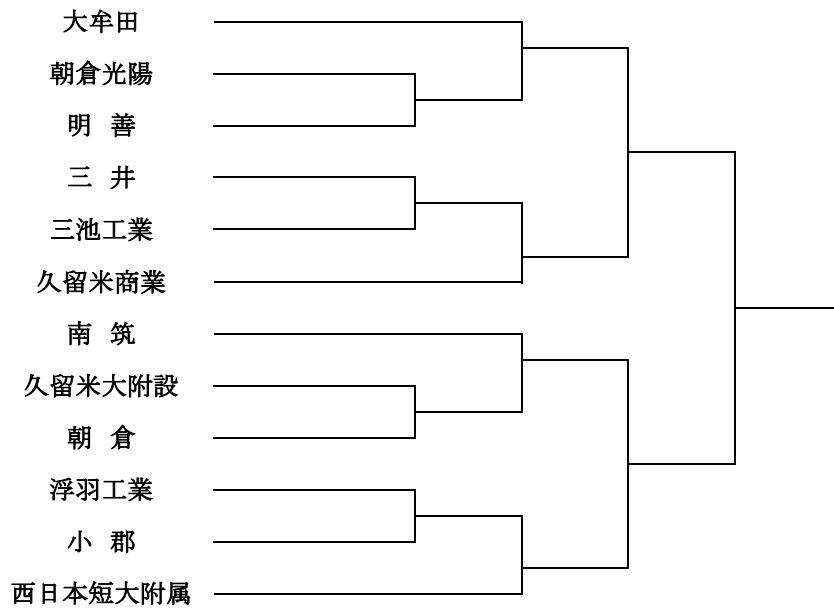 大牟田
朝倉光陽
明 善
三 井
三池工業
久留米商業
南 筑
久留米大附設
朝 倉
浮羽工業
小 郡
西日本短大附属